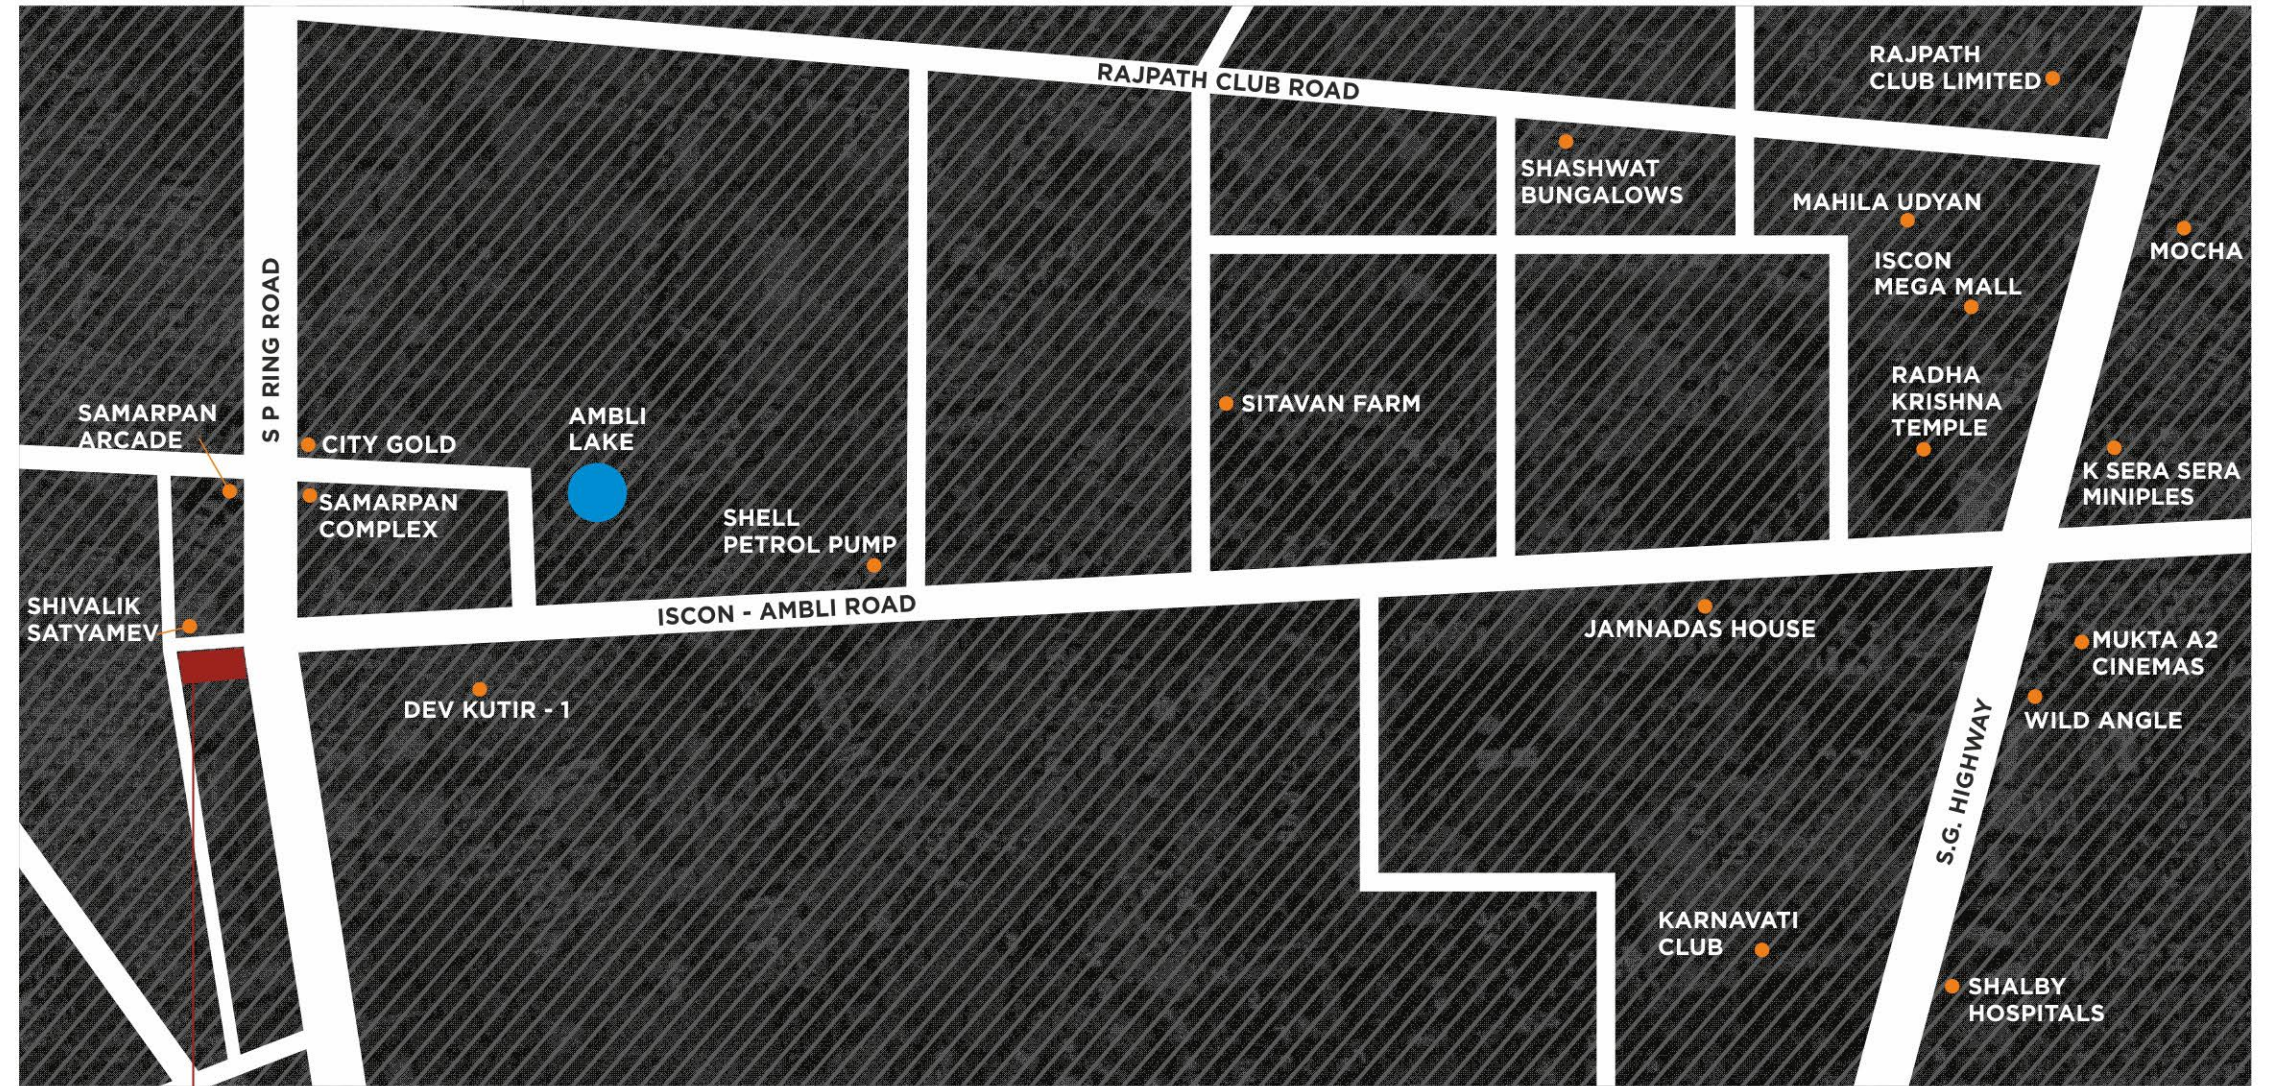 RAJPATH
CLUB LIMITED
RAJPATH CLUB ROAD
SHASHWAT
BUNGALOWS
MAHILA UDYAN
MOCHA
ISCON
MEGA MALL
S P RING ROAD
RADHA
KRISHNA
TEMPLE
SITAVAN FARM
SAMARPAN
ARCADE
CITY GOLD
AMBLI
LAKE
K SERA SERA
MINIPLES
SAMARPAN
COMPLEX
SHELL
PETROL PUMP
SHIVALIK
SATYAMEV
ISCON - AMBLI ROAD
JAMNADAS HOUSE
MUKTA A2
CINEMAS
DEV KUTIR - 1
WILD ANGLE
S.G. HIGHWAY
KARNAVATI
CLUB
SHALBY
HOSPITALS